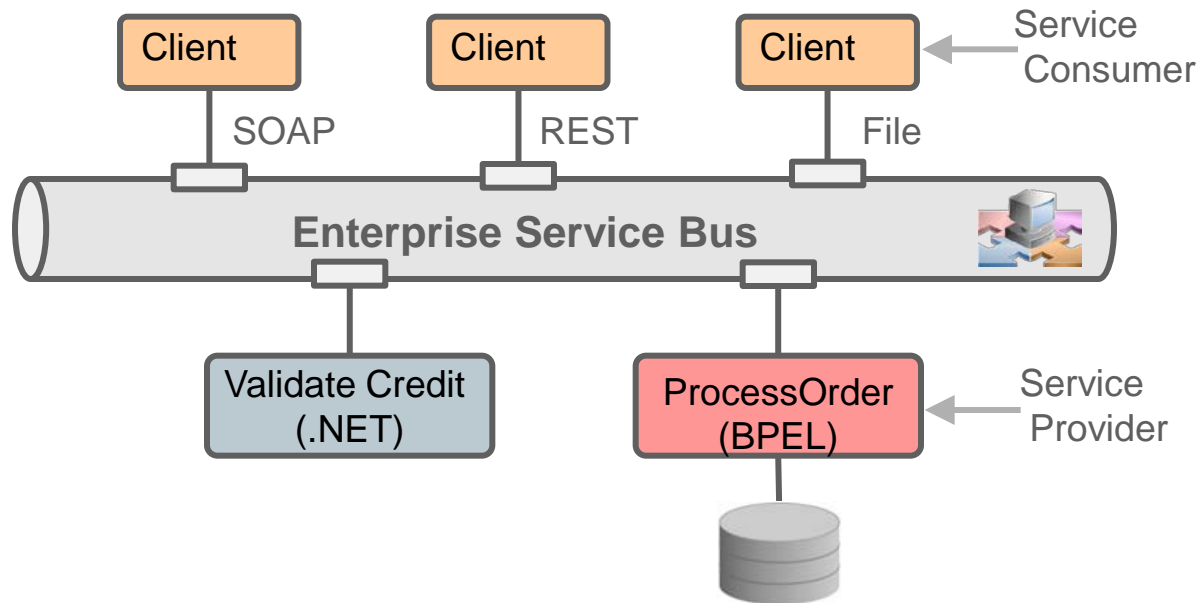 Client
Client
Client
Service
Consumer
SOAP
REST
File
Enterprise Service Bus
Validate Credit
(.NET)
ProcessOrder
(BPEL)
Service
Provider